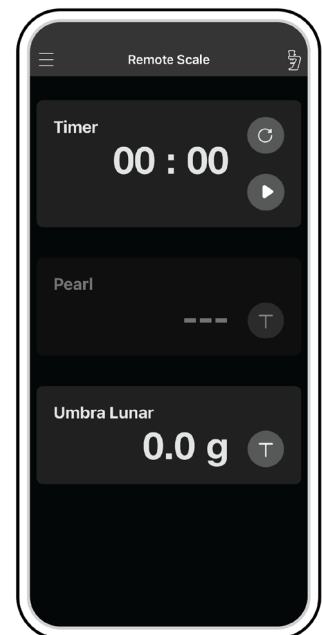 Remote Scale
Timer
00 : 00
Pearl
--- T
Umbra Lunar
0.0 g T